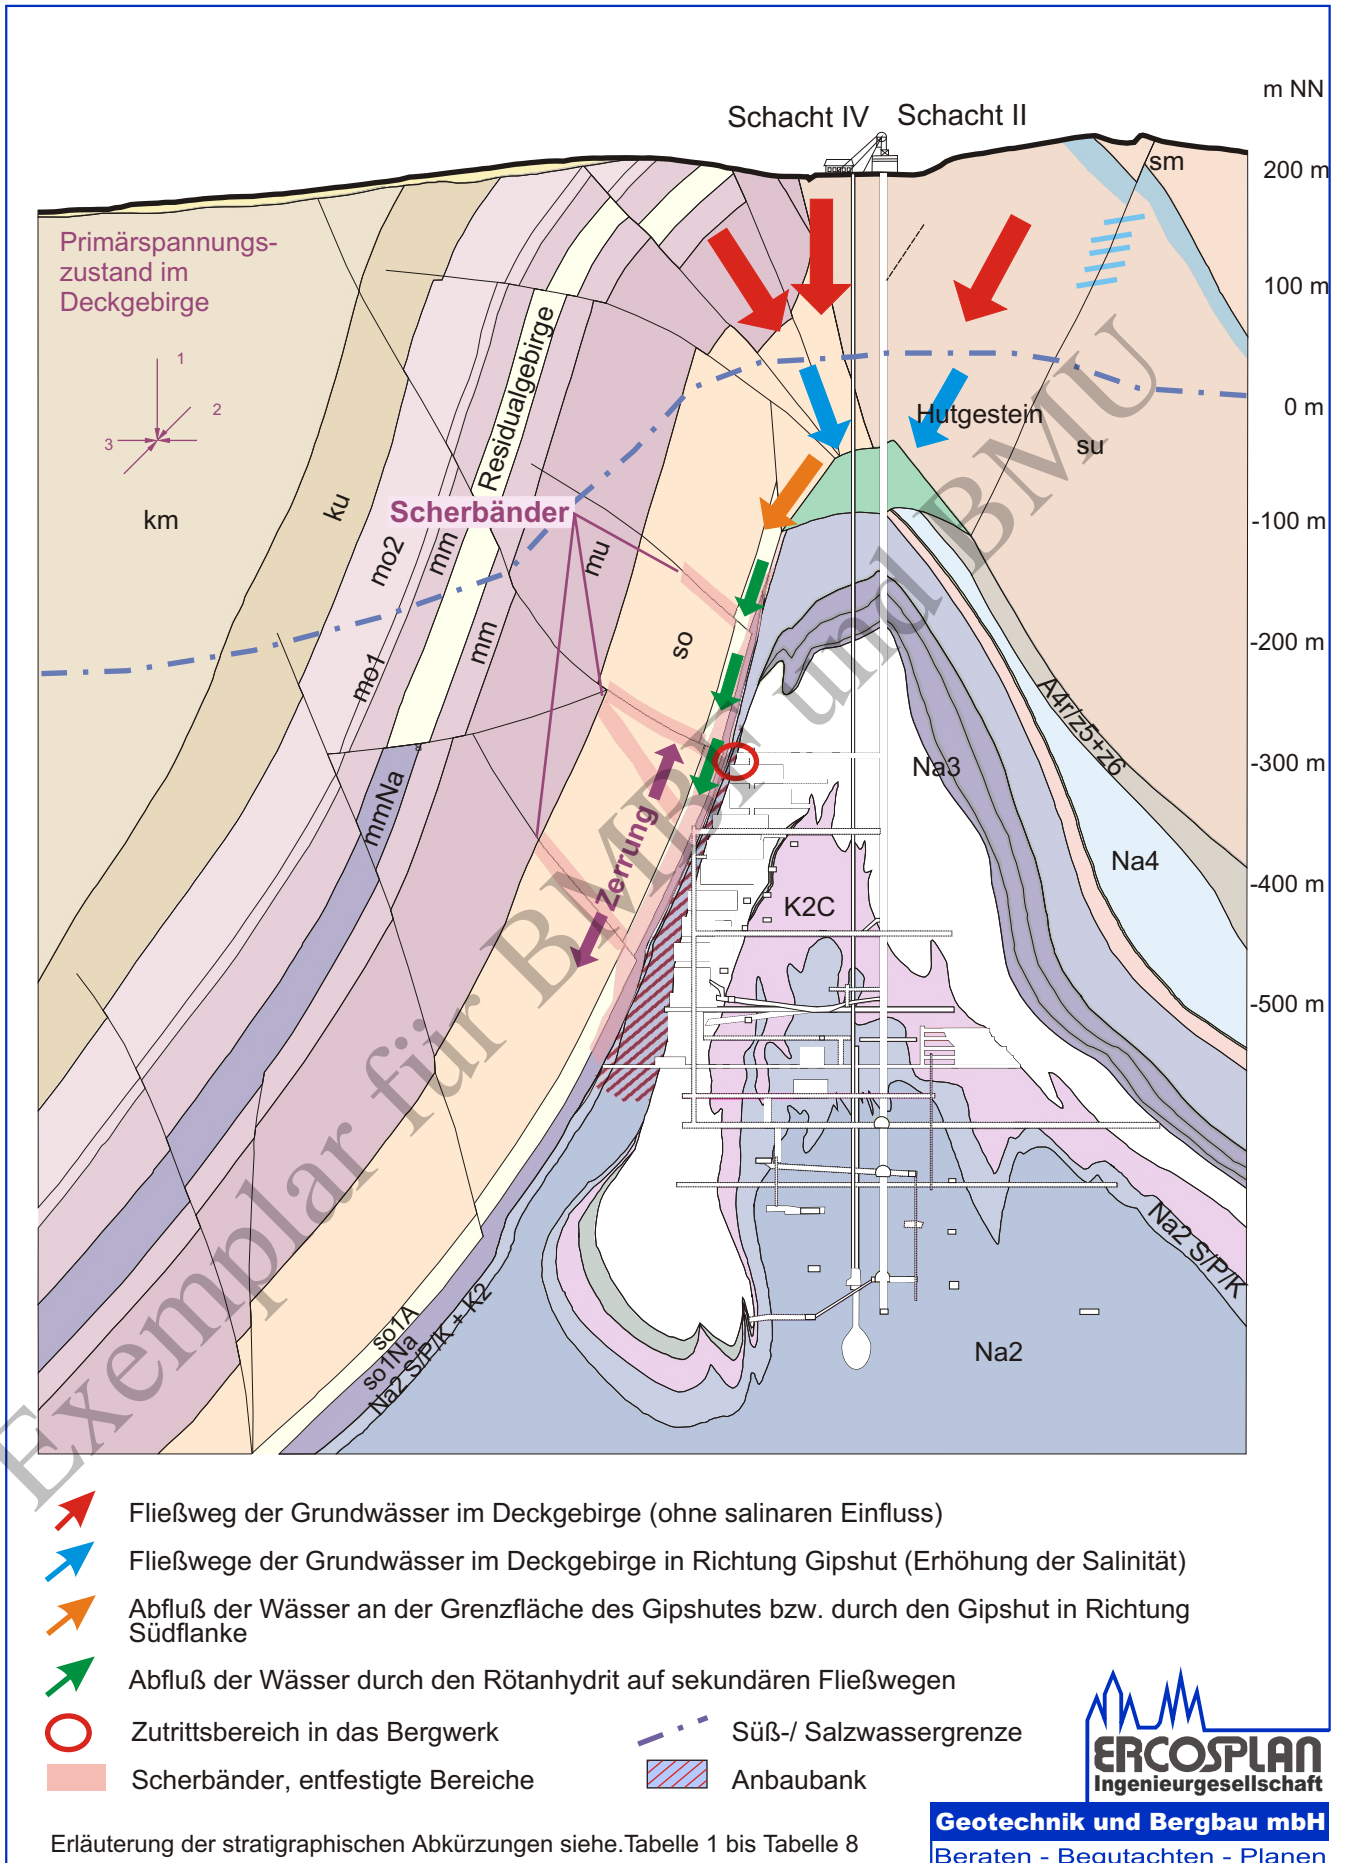 m NN
Schacht IV
Schacht II
sm
200 m
Primärspannungs-
zustand im
Deckgebirge
100 m
1
2
3
0 m
Hutgestein
su
Residualgebirge
ku
km
Scherbänder
-100 m
mo2
mm
mu
mm
so
mo1
-200 m
A4r/z5+z6
Na3
-300 m
mmNa
Zerrung
Na4
K2C
-400 m
-500 m
Na2 S/P/K
Na2
so1A
so1Na
Na2 S/P/K + K2
Exemplar für BMBF und BMU
Fließweg der Grundwässer im Deckgebirge (ohne salinaren Einfluss)
Fließwege der Grundwässer im Deckgebirge in Richtung Gipshut (Erhöhung der Salinität)
Abfluß der Wässer an der Grenzfläche des Gipshutes bzw. durch den Gipshut in Richtung
Südflanke
Abfluß der Wässer durch den Rötanhydrit auf sekundären Fließwegen
Zutrittsbereich in das Bergwerk
Süß-/ Salzwassergrenze
Scherbänder, entfestigte Bereiche
Anbaubank
Erläuterung der stratigraphischen Abkürzungen siehe.Tabelle 1 bis Tabelle 8
ERCOSPLAN
Ingenieurgesellschaft
Geotechnik und Bergbau mbH
Beraten - Begutachten - Planen